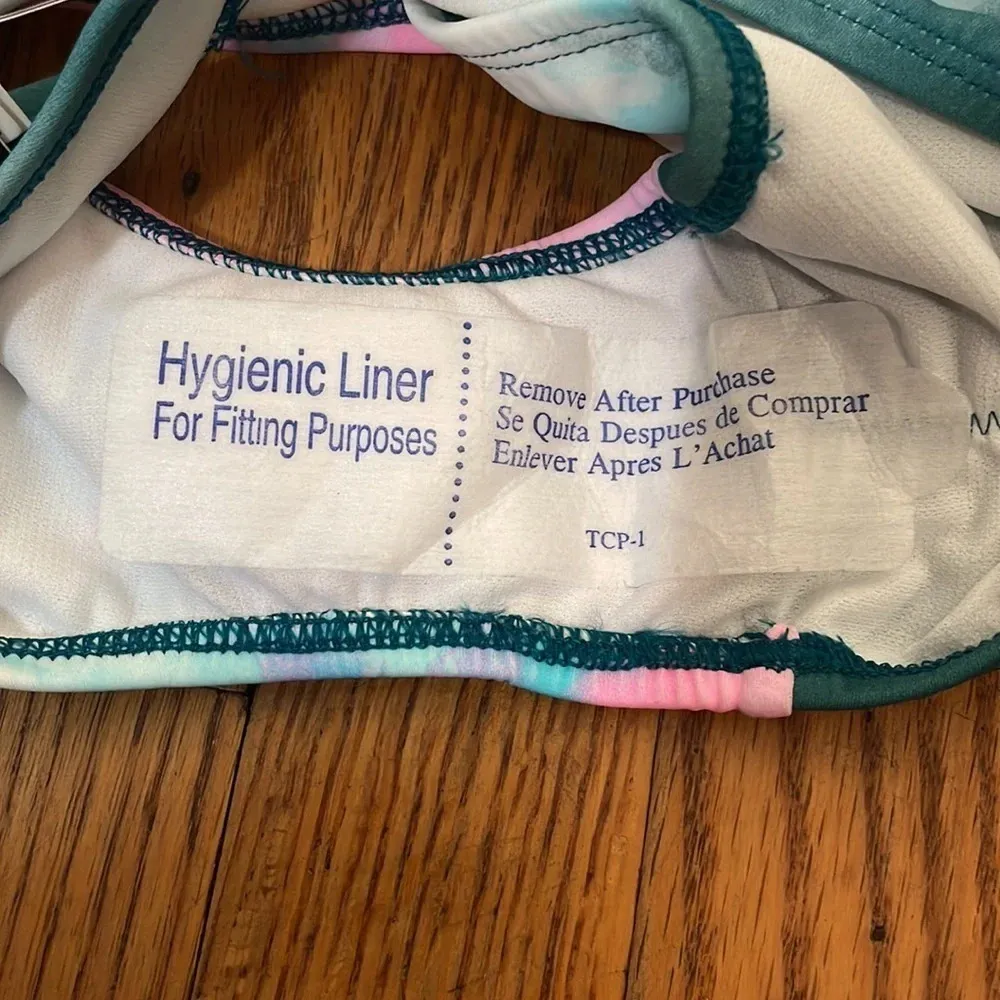 Hygienic Liner
For Fitting Purposes
Remove After Purchase
Se Quita Despues de Comprar
Enlever Apres L'Achat
TCP-1